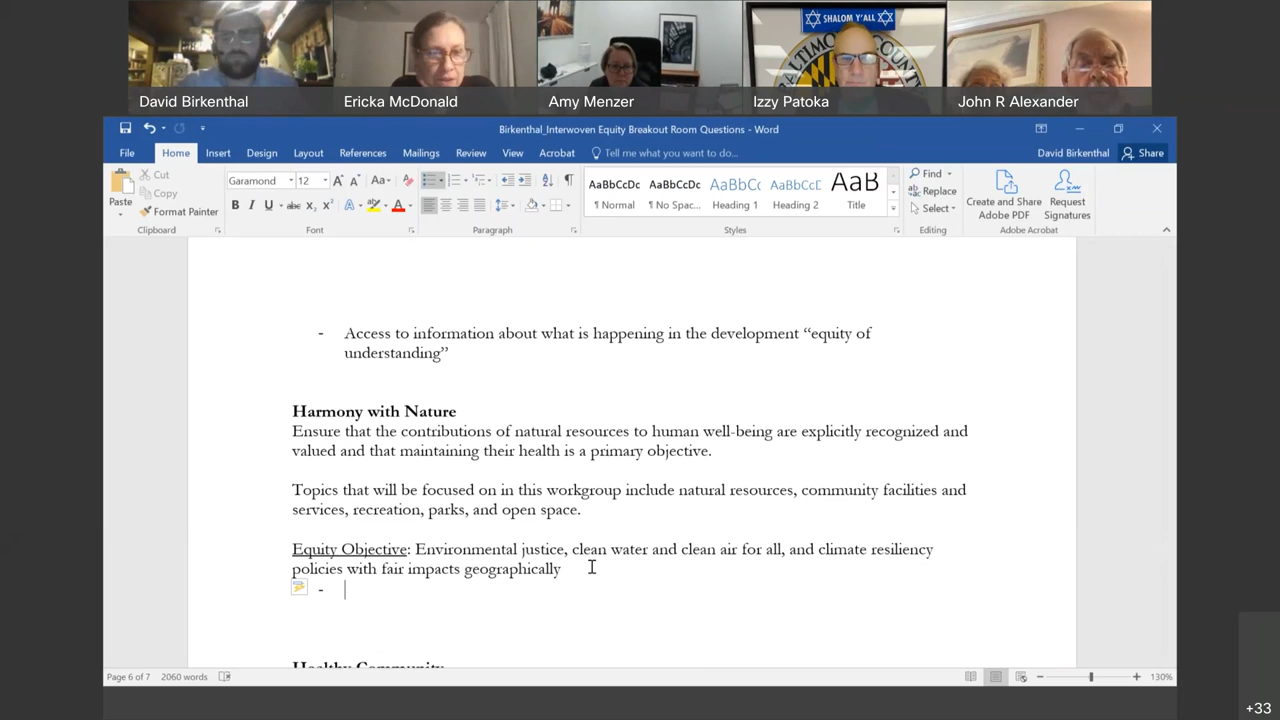 SHALOM Y'ALL
David Birkenthal
Ericka McDonald
Amy Menzer
Izzy Patoka
John R Alexander
Birkenthal_Interwoven Equity Breakout Room Questions - Word
File Home Insert Design Layout References Mailings Review View Acrobat Tell me what you want to do... David Birkenthal Share
Paste
Cut
Copy
Format Painter
Clipboard
Garamond 12
Font
Paragraph
AaBbCcDc AaBbCcDc AaBbC AaBbCcD AaB
¶ Normal ¶ No Spac... Heading 1 Heading 2 Title
Styles
Find
Replace
Select
Editing
Create and Share Adobe PDF
Request Signatures
Adobe Acrobat
- Access to information about what is happening in the development “equity of
understanding”
Harmony with Nature
Ensure that the contributions of natural resources to human well-being are explicitly recognized and
valued and that maintaining their health is a primary objective.
Topics that will be focused on in this workgroup include natural resources, community facilities and
services, recreation, parks, and open space.
Equity Objective: Environmental justice, clean water and clean air for all, and climate resiliency
policies with fair impacts geographically
-
Healthy Community
Page 6 of 7 2060 words
130%
+33